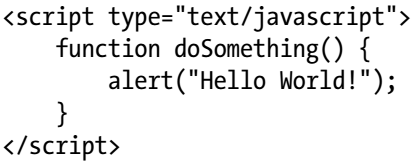 <script type="text/javascript">
    function doSomething() {
        alert("Hello World!");
    }
</script>